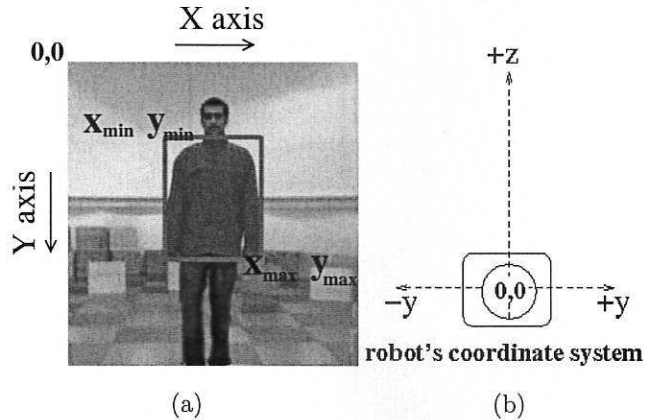 X axis
0,0
Y axis
x_min y_min
x_max y_max
(a)
+z
0,0
−y
+y
robot's coordinate system
(b)